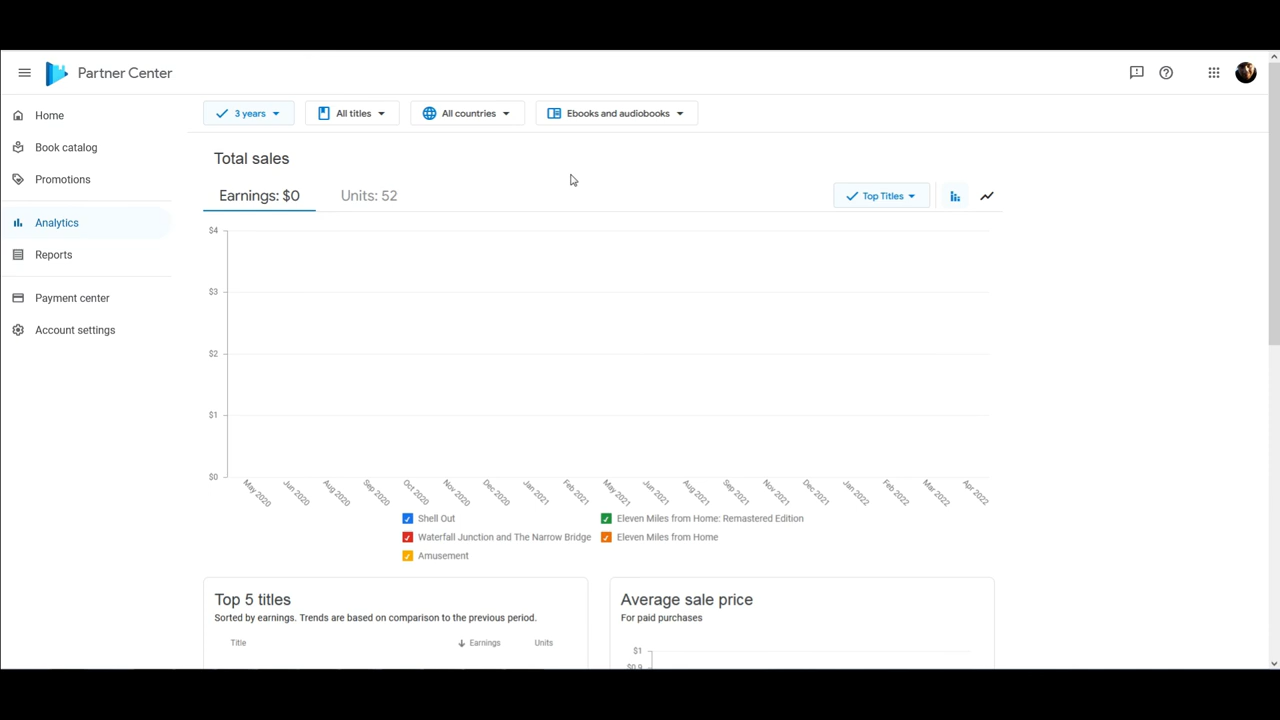 Partner Center
Home
Book catalog
Promotions
Analytics
Reports
Payment center
Account settings
3 years
All titles
All countries
Ebooks and audiobooks
Total sales
Earnings: $0
Units: 52
Top Titles
$4
$3
$2
$1
$0
May 2020
Jun 2020
Aug 2020
Sep 2020
Oct 2020
Nov 2020
Dec 2020
Jan 2021
Feb 2021
May 2021
Jun 2021
Aug 2021
Sep 2021
Nov 2021
Dec 2021
Jan 2022
Feb 2022
Mar 2022
Apr 2022
Shell Out
Eleven Miles from Home: Remastered Edition
Waterfall Junction and The Narrow Bridge
Eleven Miles from Home
Amusement
Top 5 titles
Sorted by earnings. Trends are based on comparison to the previous period.
Title
Earnings
Units
Average sale price
For paid purchases
$1
$0.9